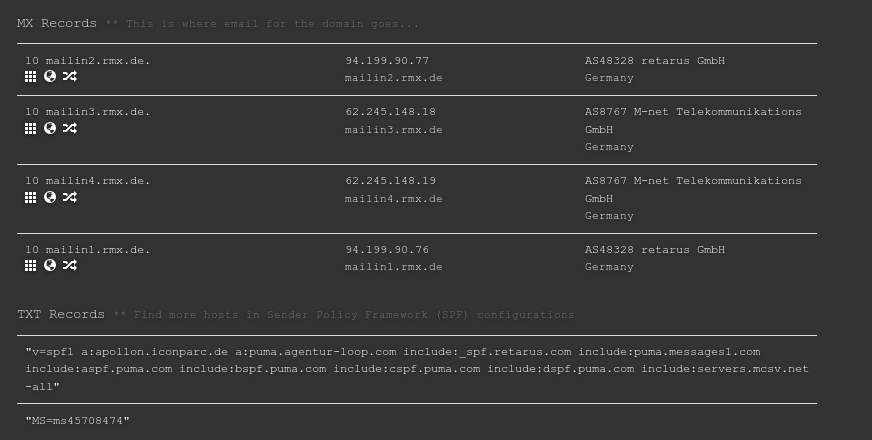 MX Records ** This is where email for the domain goes...
10 mailin2.rmx.de. 94.199.90.77 AS48328 retarus GmbH
mailin2.rmx.de Germany
10 mailin3.rmx.de. 62.245.148.18 AS8767 M-net Telekommunikations
mailin3.rmx.de GmbH
Germany
10 mailin4.rmx.de. 62.245.148.19 AS8767 M-net Telekommunikations
mailin4.rmx.de GmbH
Germany
10 mailin1.rmx.de. 94.199.90.76 AS48328 retarus GmbH
mailin1.rmx.de Germany
TXT Records ** Find more hosts in Sender Policy Framework (SPF) configurations
"v=spf1 a:apollon.iconparc.de a:puma.agentur-loop.com include:_spf.retarus.com include:puma.messages1.com
include:aspf.puma.com include:bspf.puma.com include:cspf.puma.com include:dspf.puma.com include:servers.mcsv.net
-all"
"MS=ms45708474"